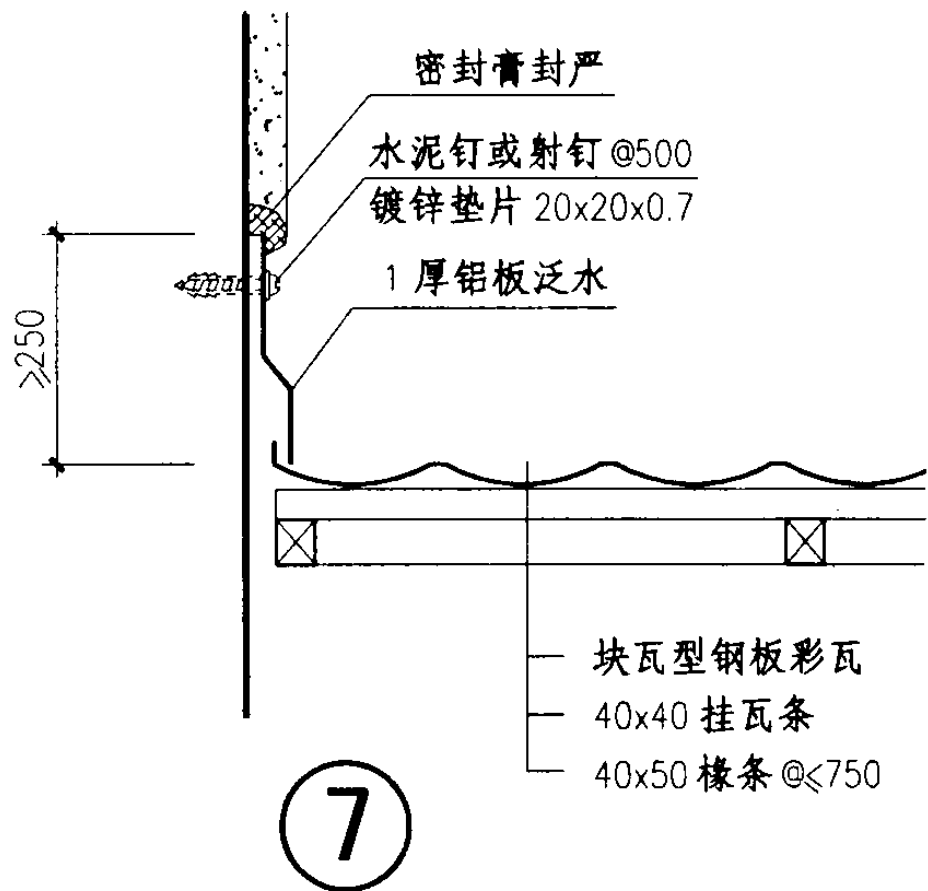 密封膏封严
水泥钉或射钉 @500
镀锌垫片 20x20x0.7
1 厚铝板泛水
≥250
块瓦型钢板彩瓦
40x40 挂瓦条
40x50 椽条 @≤750
7